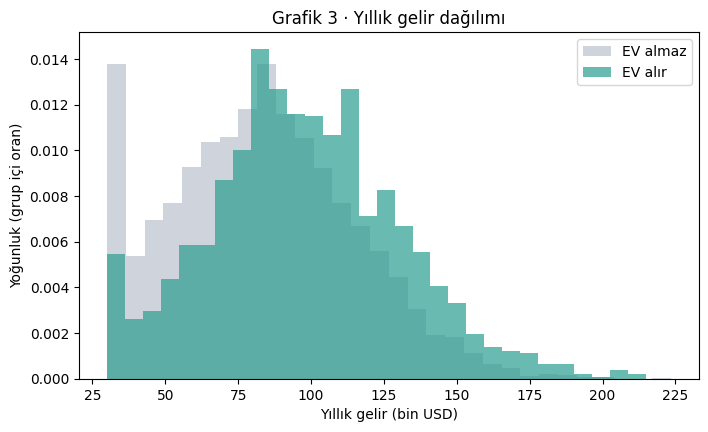 Grafik 3 · Yıllık gelir dağılımı
EV almaz
EV alır
Yoğunluk (grup içi oran)
0.014
0.012
0.010
0.008
0.006
0.004
0.002
0.000
25 50 75 100 125 150 175 200 225
Yıllık gelir (bin USD)